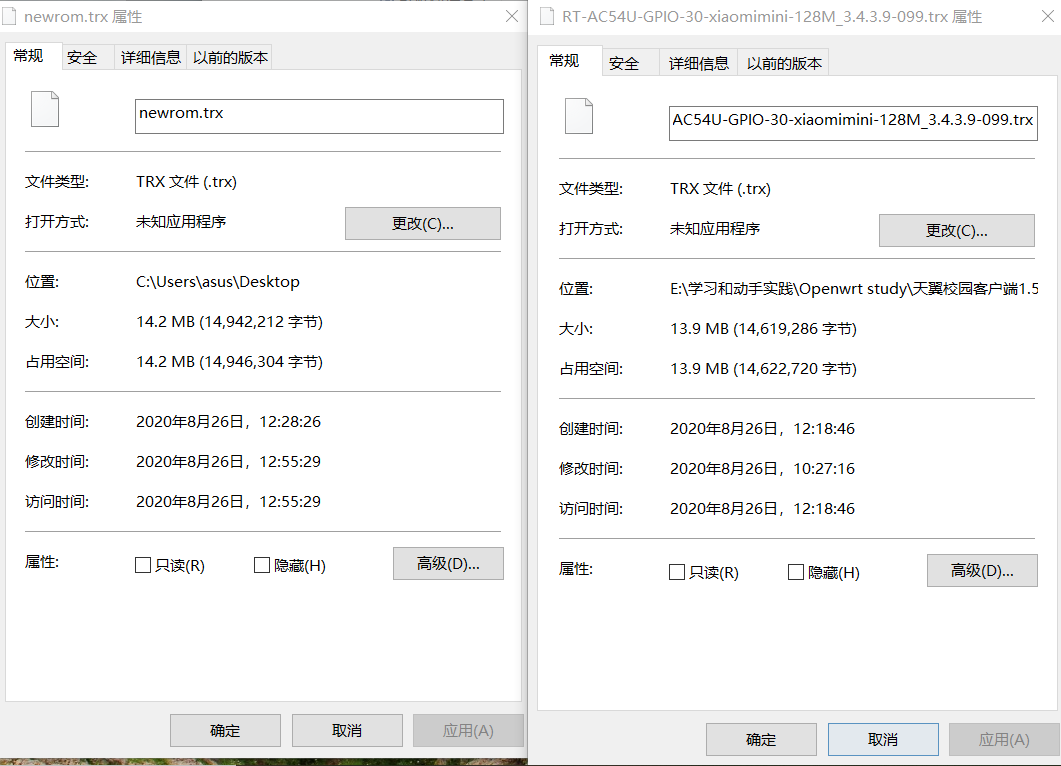 newrom.trx 属性
常规 安全 详细信息 以前的版本
newrom.trx
文件类型: TRX 文件 (.trx)
打开方式: 未知应用程序 更改(C)...
位置: C:\Users\asus\Desktop
大小: 14.2 MB (14,942,212 字节)
占用空间: 14.2 MB (14,946,304 字节)
创建时间: 2020年8月26日，12:28:26
修改时间: 2020年8月26日，12:55:29
访问时间: 2020年8月26日，12:55:29
属性: 只读(R) 隐藏(H) 高级(D)...
确定 取消 应用(A)
RT-AC54U-GPIO-30-xiaomimini-128M_3.4.3.9-099.trx 属性
常规 安全 详细信息 以前的版本
AC54U-GPIO-30-xiaomimini-128M_3.4.3.9-099.trx
文件类型: TRX 文件 (.trx)
打开方式: 未知应用程序 更改(C)...
位置: E:\学习和动手实践\Openwrt study\天翼校园客户端1.5
大小: 13.9 MB (14,619,286 字节)
占用空间: 13.9 MB (14,622,720 字节)
创建时间: 2020年8月26日，12:18:46
修改时间: 2020年8月26日，10:27:16
访问时间: 2020年8月26日，12:18:46
属性: 只读(R) 隐藏(H) 高级(D)...
确定 取消 应用(A)